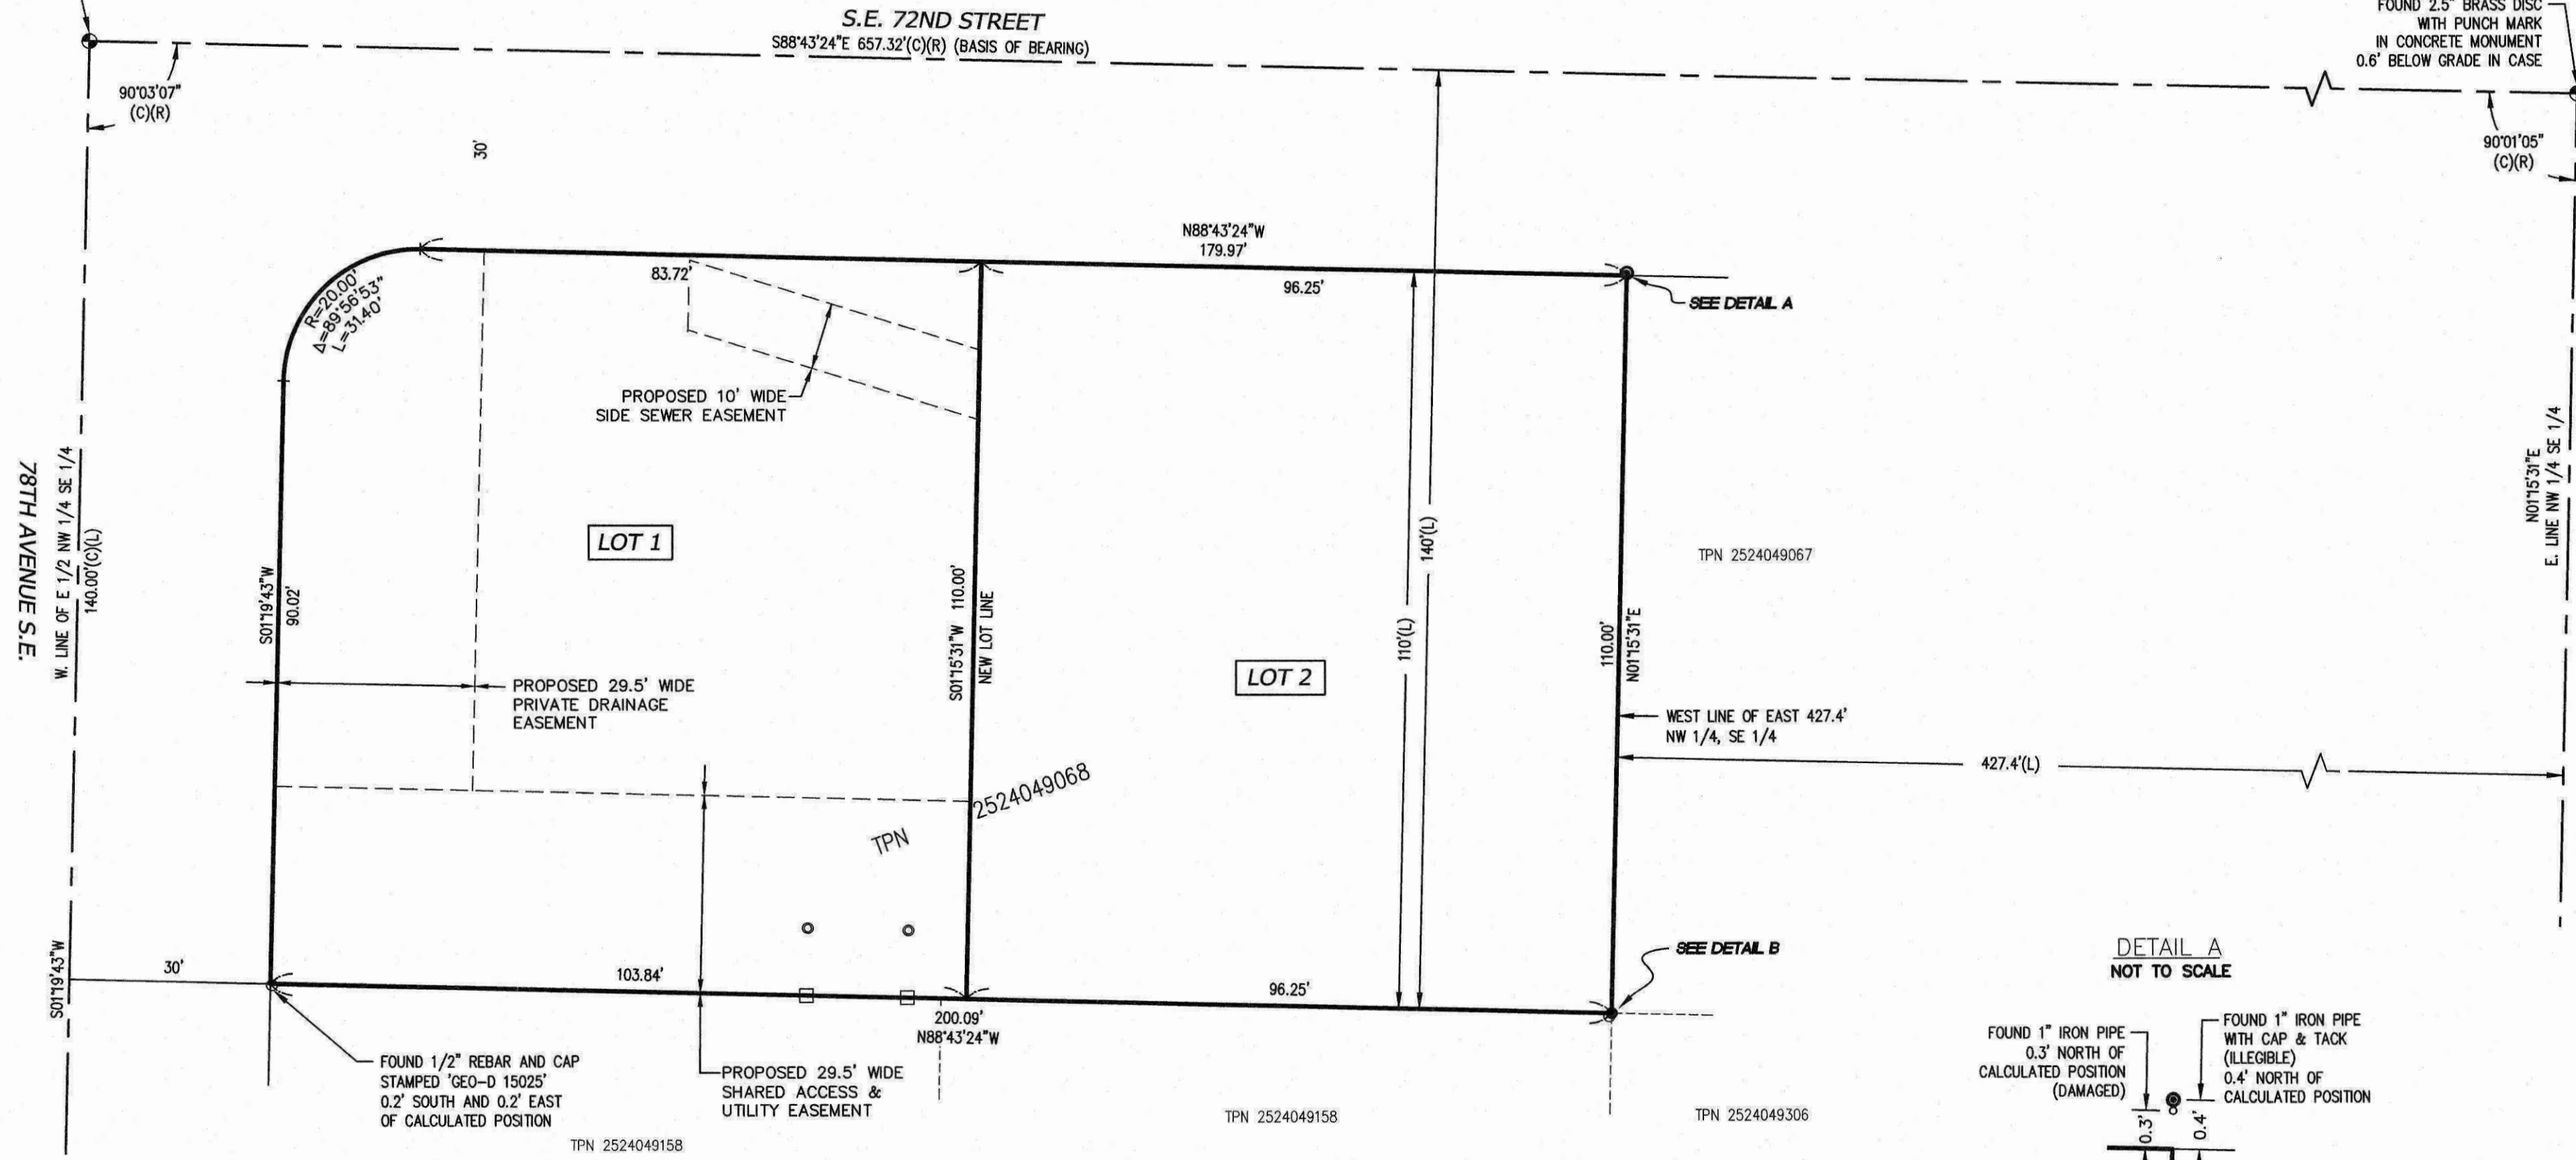 S.E. 72ND STREET
S88°43'24"E 657.32'(C)(R) (BASIS OF BEARING)
FOUND 2.5" BRASS DISC
WITH PUNCH MARK
IN CONCRETE MONUMENT
0.6' BELOW GRADE IN CASE
90°03'07"
(C)(R)
90°01'05"
(C)(R)
30'
N88°43'24"W
179.97'
83.72'
96.25'
R=20.00'
Δ=89°56'53"
L=31.40'
SEE DETAIL A
PROPOSED 10' WIDE
SIDE SEWER EASEMENT
78TH AVENUE S.E.
W. LINE OF E 1/2 NW 1/4 SE 1/4
140.00'(C)(L)
S01°19'43"W
90.02'
LOT 1
S01°15'31"W 110.00'
NEW LOT LINE
LOT 2
110'(L)
140'(L)
110.00'
N01°15'31"E
TPN 2524049067
N01°15'31"E
E. LINE NW 1/4 SE 1/4
PROPOSED 29.5' WIDE
PRIVATE DRAINAGE
EASEMENT
WEST LINE OF EAST 427.4'
NW 1/4, SE 1/4
427.4'(L)
TPN 2524049068
S01°19'43"W
30'
103.84'
96.25'
200.09'
N88°43'24"W
SEE DETAIL B
FOUND 1/2" REBAR AND CAP
STAMPED 'GEO-D 15025'
0.2' SOUTH AND 0.2' EAST
OF CALCULATED POSITION
PROPOSED 29.5' WIDE
SHARED ACCESS &
UTILITY EASEMENT
TPN 2524049158
TPN 2524049158
TPN 2524049306
DETAIL A
NOT TO SCALE
FOUND 1" IRON PIPE
0.3' NORTH OF
CALCULATED POSITION
(DAMAGED)
FOUND 1" IRON PIPE
WITH CAP & TACK
(ILLEGIBLE)
0.4' NORTH OF
CALCULATED POSITION
0.3'
0.4'